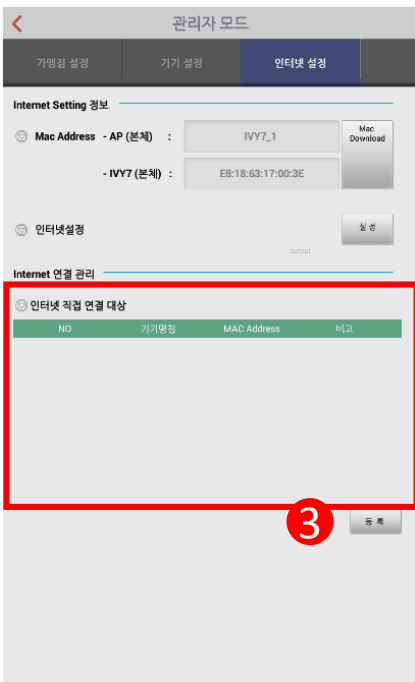 관리자 모드
가맹점 설정 기기 설정 인터넷 설정
Internet Setting 정보
Mac Address - AP (본체) : IVY7_1 Mac Download
- IVY7 (본체) : E8:18:63:17:00:3E
인터넷설정 설정
output
Internet 연결 관리
인터넷 직접 연결 대상
NO 기기명칭 MAC Address 비고
3 등 록